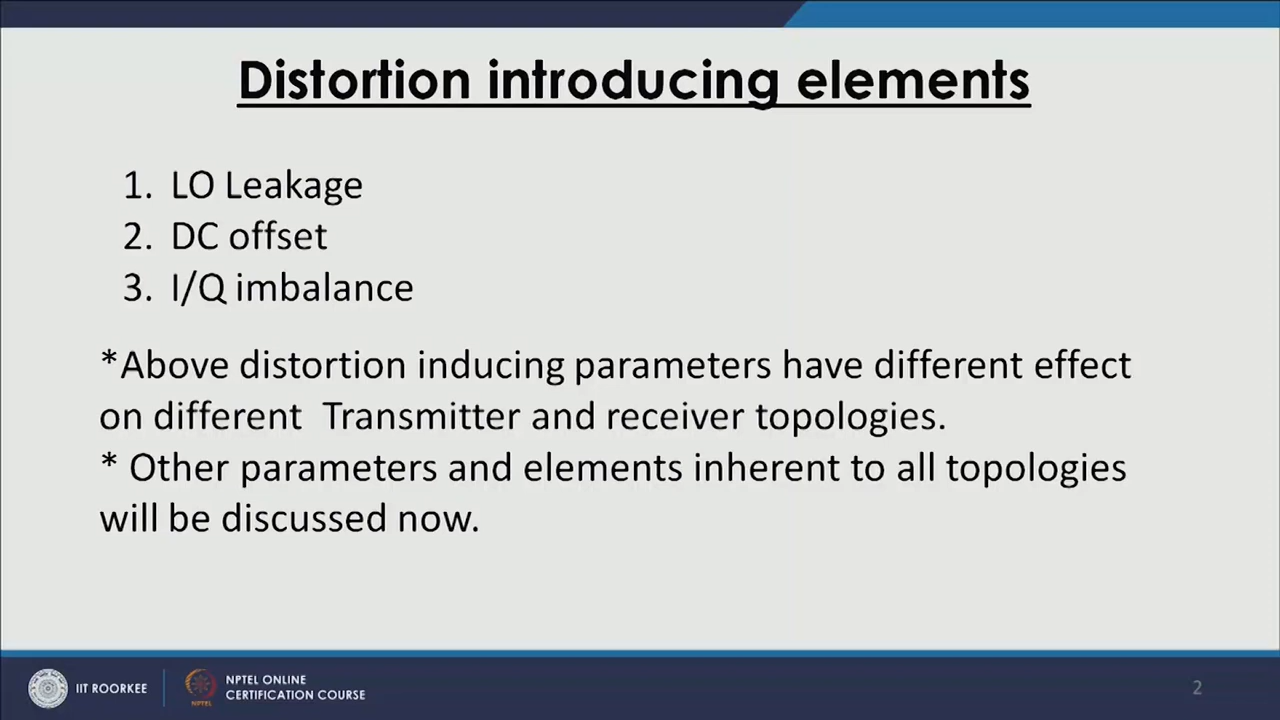 Distortion introducing elements
1. LO Leakage
2. DC offset
3. I/Q imbalance
*Above distortion inducing parameters have different effect
on different Transmitter and receiver topologies.
* Other parameters and elements inherent to all topologies
will be discussed now.
IIT ROORKEE
NPTEL
NPTEL ONLINE
CERTIFICATION COURSE
2